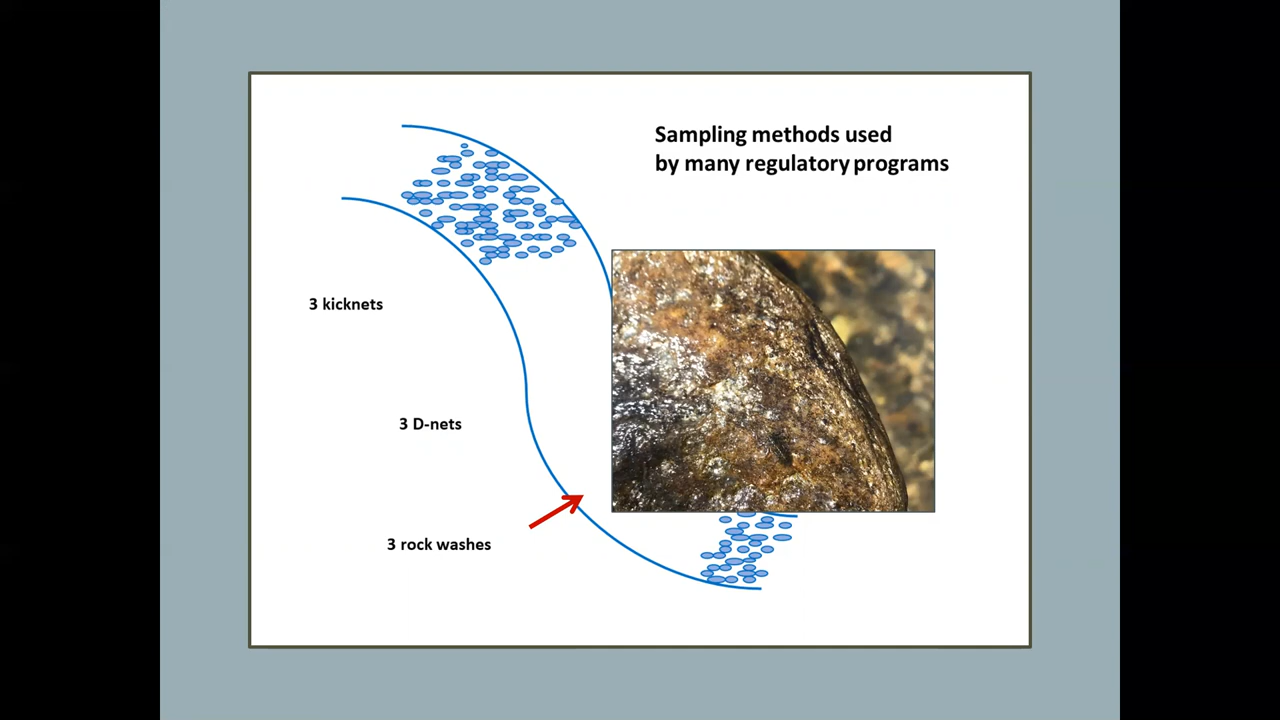 Sampling methods used
by many regulatory programs
3 kicknets
3 D-nets
3 rock washes